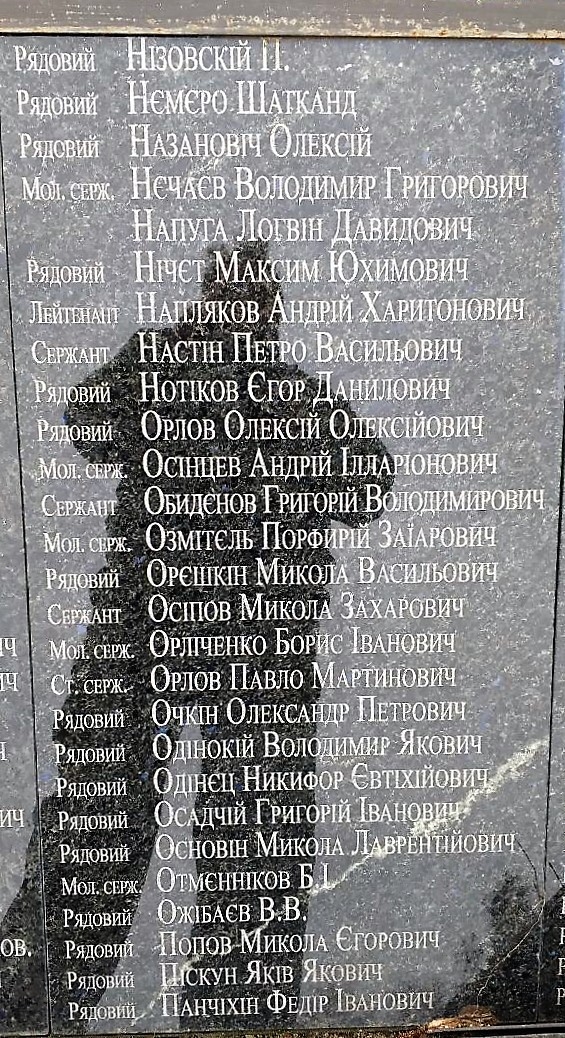 Рядовий Нізовскій П.
Рядовий Нємєро Шатканд
Рядовий Назановіч Олексій
Мол. серж. Нєчаєв Володимир Григорович
Напуга Логвін Давидович
Рядовий Нічєт Максим Юхимович
Лейтенант Напляков Андрій Харитонович
Сержант Настін Петро Васильович
Рядовий Нотіков Єгор Данилович
Рядовий Орлов Олексій Олексійович
Мол. серж. Осінцев Андрій Ілларіонович
Сержант Обидєнов Григорій Володимирович
Мол. серж. Озмітєль Порфирій Заїарович
Рядовий Орєшкін Микола Васильович
Сержант Осіпов Микола Захарович
Мол. серж. Орліченко Борис Іванович
Ст. серж. Орлов Павло Мартинович
Рядовий Очкін Олександр Петрович
Рядовий Одінокій Володимир Якович
Рядовий Одінєц Никифор Євтіхійович
Рядовий Осадчій Григорій Іванович
Рядовий Основін Микола Лаврентійович
Мол. серж. Отмєнніков Б.І.
Рядовий Ожібаєв В.В.
Рядовий Попов Микола Єгорович
Рядовий Піскун Яків Якович
Рядовий Панчіхін Федір Іванович